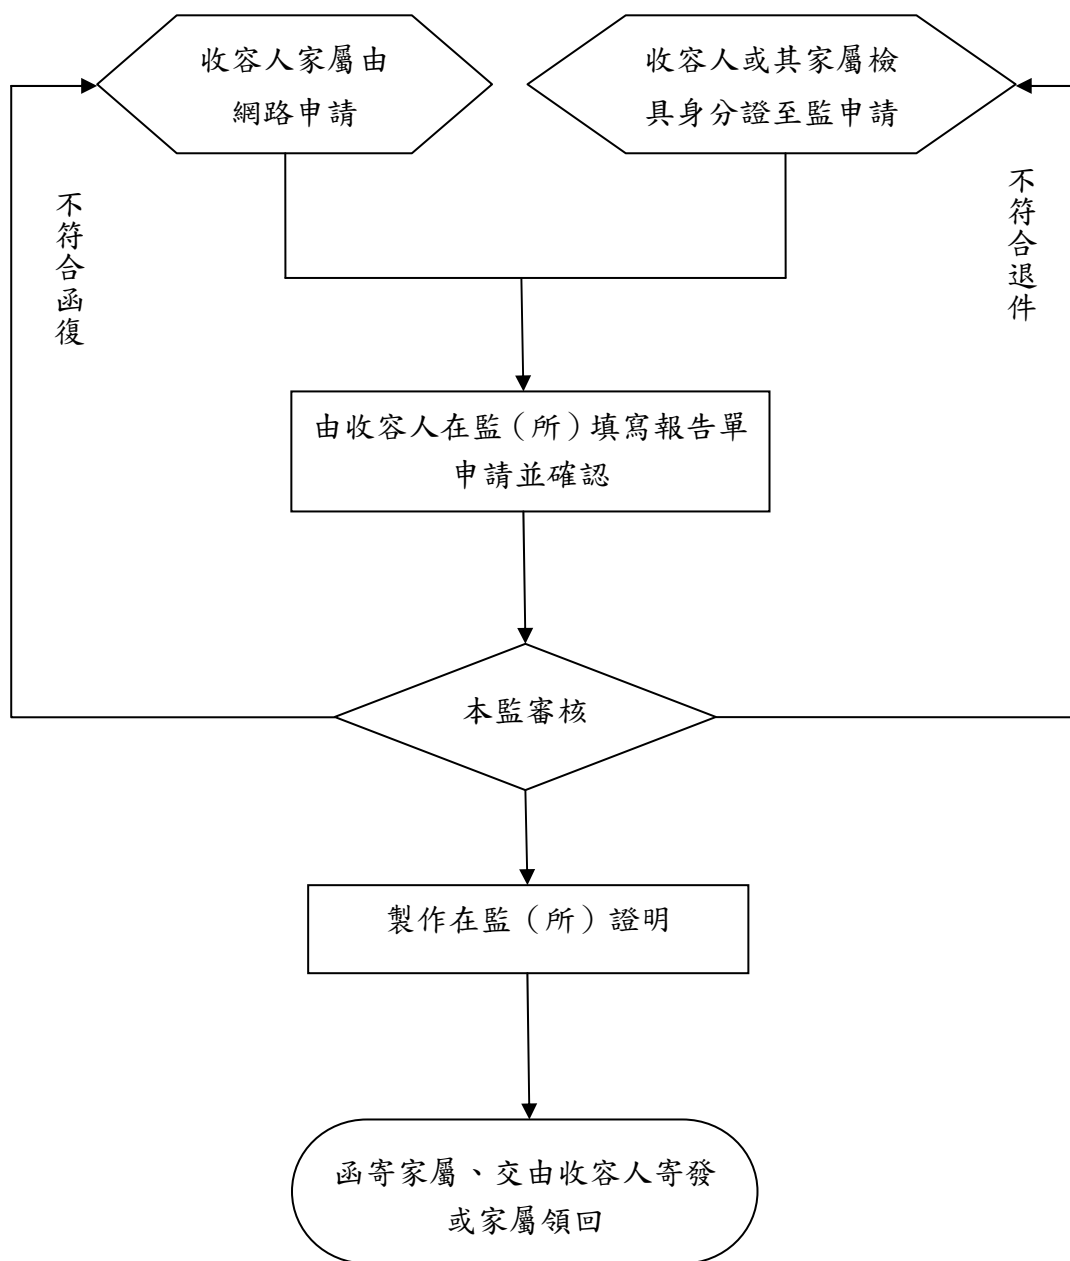 收容人家屬由
網路申請
收容人或其家屬檢
具身分證至監申請
不符合函復
不符合退件
由收容人在監（所）填寫報告單
申請並確認
本監審核
製作在監（所）證明
函寄家屬、交由收容人寄發
或家屬領回